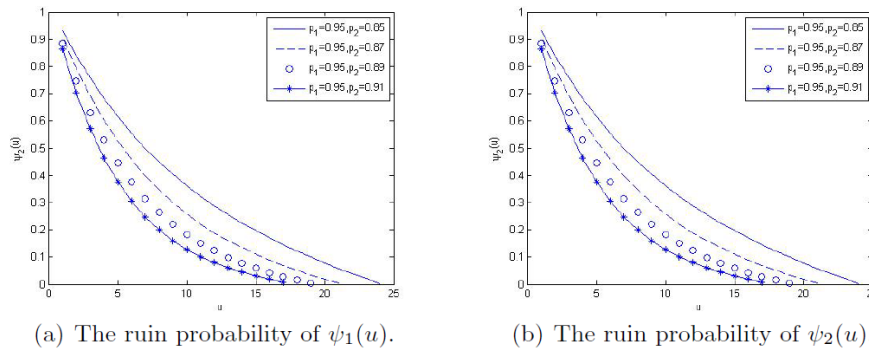 1
0.9
0.8
0.7
0.6
0.5
0.4
0.3
0.2
0.1
0
0 5 10 15 20 25
ψ₂(u)
u
p₁=0.95,p₂=0.85
p₁=0.95,p₂=0.87
p₁=0.95,p₂=0.89
p₁=0.95,p₂=0.91
(a) The ruin probability of ψ₁(u).
1
0.9
0.8
0.7
0.6
0.5
0.4
0.3
0.2
0.1
0
0 5 10 15 20 25
ψ₂(u)
u
p₁=0.95,p₂=0.85
p₁=0.95,p₂=0.87
p₁=0.95,p₂=0.89
p₁=0.95,p₂=0.91
(b) The ruin probability of ψ₂(u)